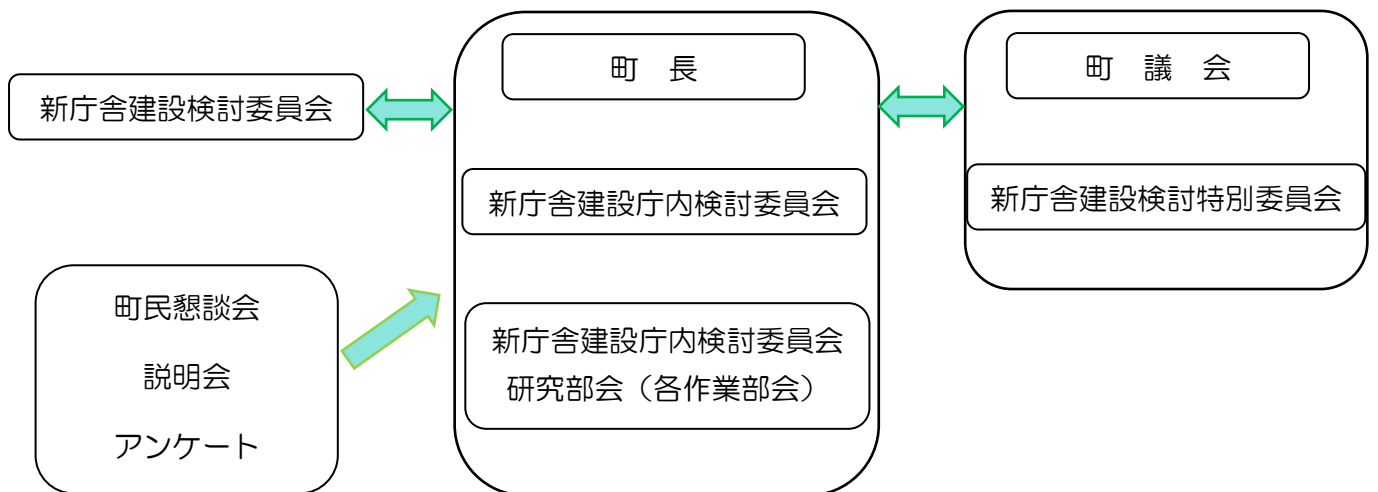 新庁舎建設検討委員会
町民懇談会
説明会
アンケート
町　長
新庁舎建設庁内検討委員会
新庁舎建設庁内検討委員会
研究部会（各作業部会）
町　議　会
新庁舎建設検討特別委員会